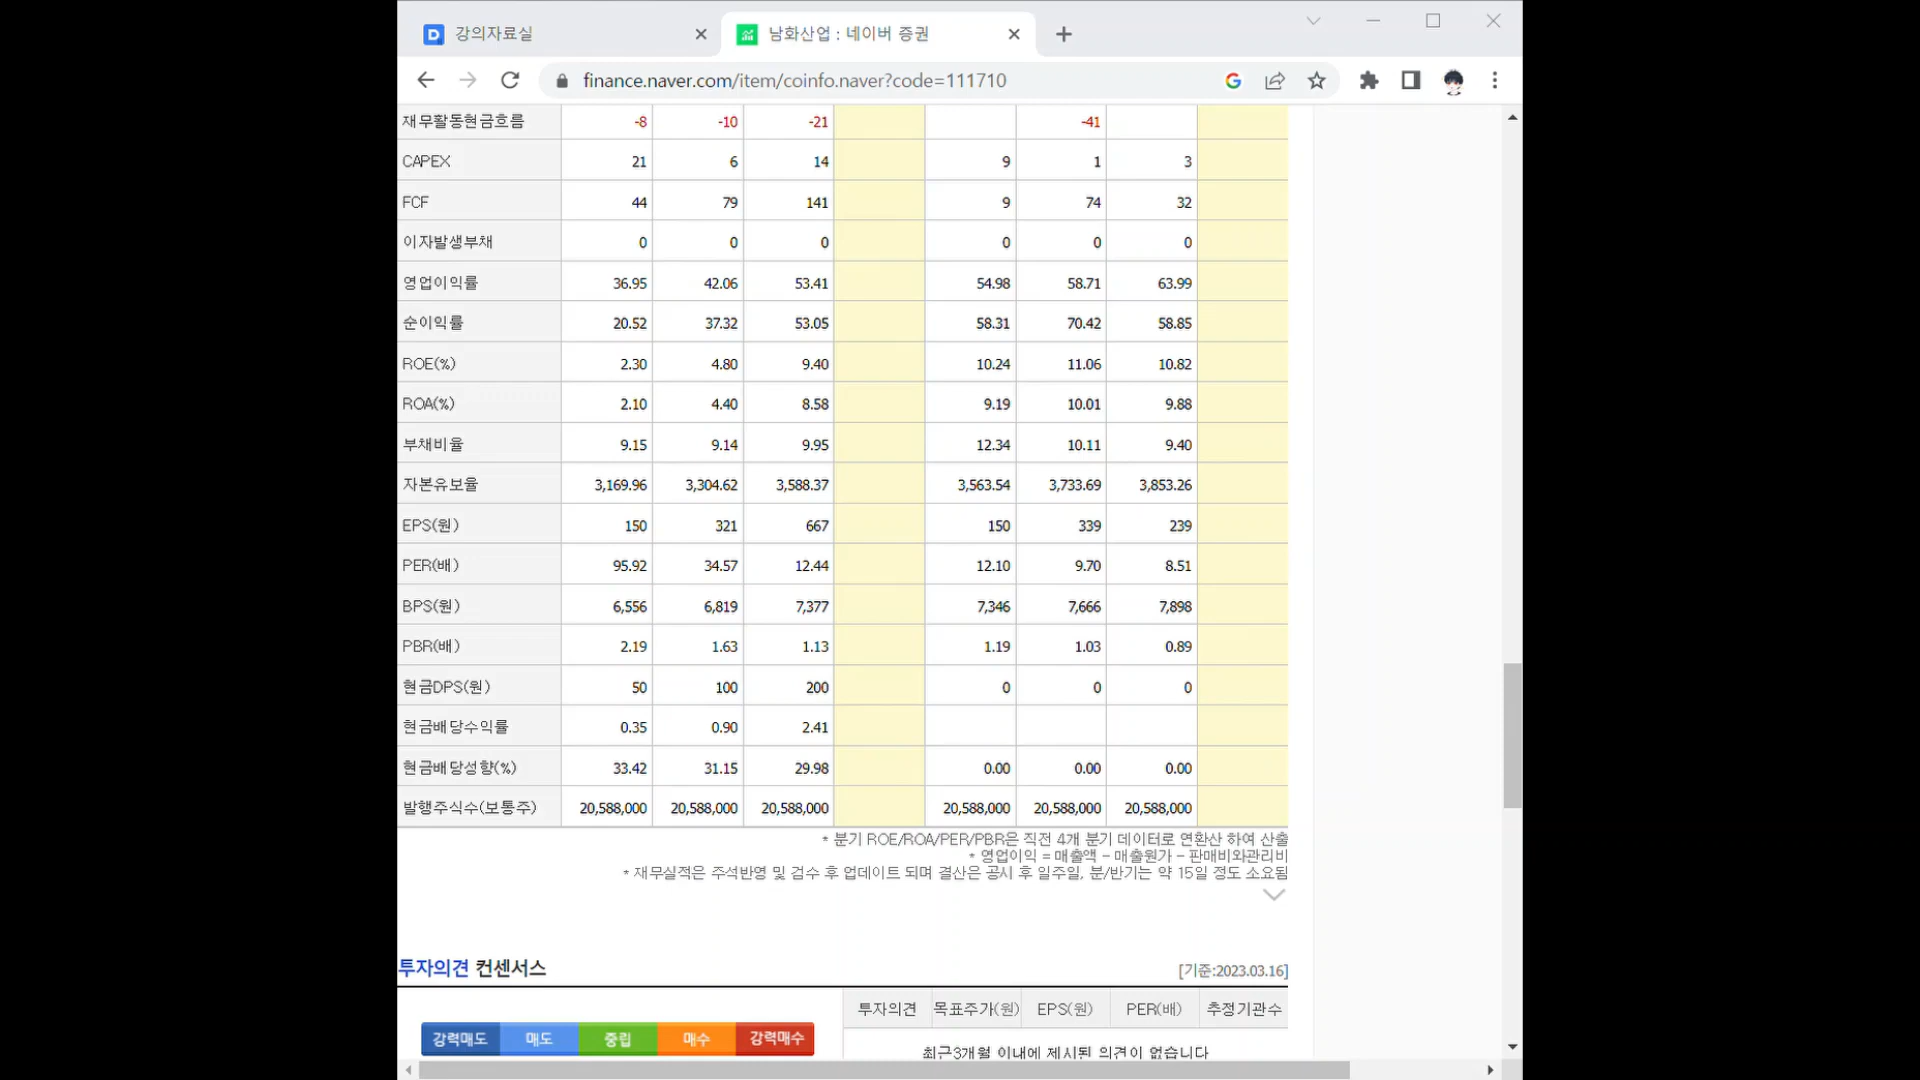 강의자료실
남화산업 : 네이버 증권
finance.naver.com/item/coinfo.naver?code=111710
재무활동현금흐름 -8 -10 -21 -41
CAPEX 21 6 14 9 1 3
FCF 44 79 141 9 74 32
이자발생부채 0 0 0 0 0 0
영업이익률 36.95 42.06 53.41 54.98 58.71 63.99
순이익률 20.52 37.32 53.05 58.31 70.42 58.85
ROE(%) 2.30 4.80 9.40 10.24 11.06 10.82
ROA(%) 2.10 4.40 8.58 9.19 10.01 9.88
부채비율 9.15 9.14 9.95 12.34 10.11 9.40
자본유보율 3,169.96 3,304.62 3,588.37 3,563.54 3,733.69 3,853.26
EPS(원) 150 321 667 150 339 239
PER(배) 95.92 34.57 12.44 12.10 9.70 8.51
BPS(원) 6,556 6,819 7,377 7,346 7,666 7,898
PBR(배) 2.19 1.63 1.13 1.19 1.03 0.89
현금DPS(원) 50 100 200 0 0 0
현금배당수익률 0.35 0.90 2.41
현금배당성향(%) 33.42 31.15 29.98 0.00 0.00 0.00
발행주식수(보통주) 20,588,000 20,588,000 20,588,000 20,588,000 20,588,000 20,588,000
* 분기 ROE/ROA/PER/PBR은 직전 4개 분기 데이터로 연환산 하여 산출
* 영업이익 = 매출액 - 매출원가 - 판매비와관리비
* 재무실적은 주석반영 및 검수 후 업데이트 되며 결산은 공시 후 일주일, 분/반기는 약 15일 정도 소요됨
투자의견 컨센서스 [기준:2023.03.16]
투자의견 목표주가(원) EPS(원) PER(배) 추정기관수
강력매도 매도 중립 매수 강력매수
최근3개월 이내에 제시된 의견이 없습니다